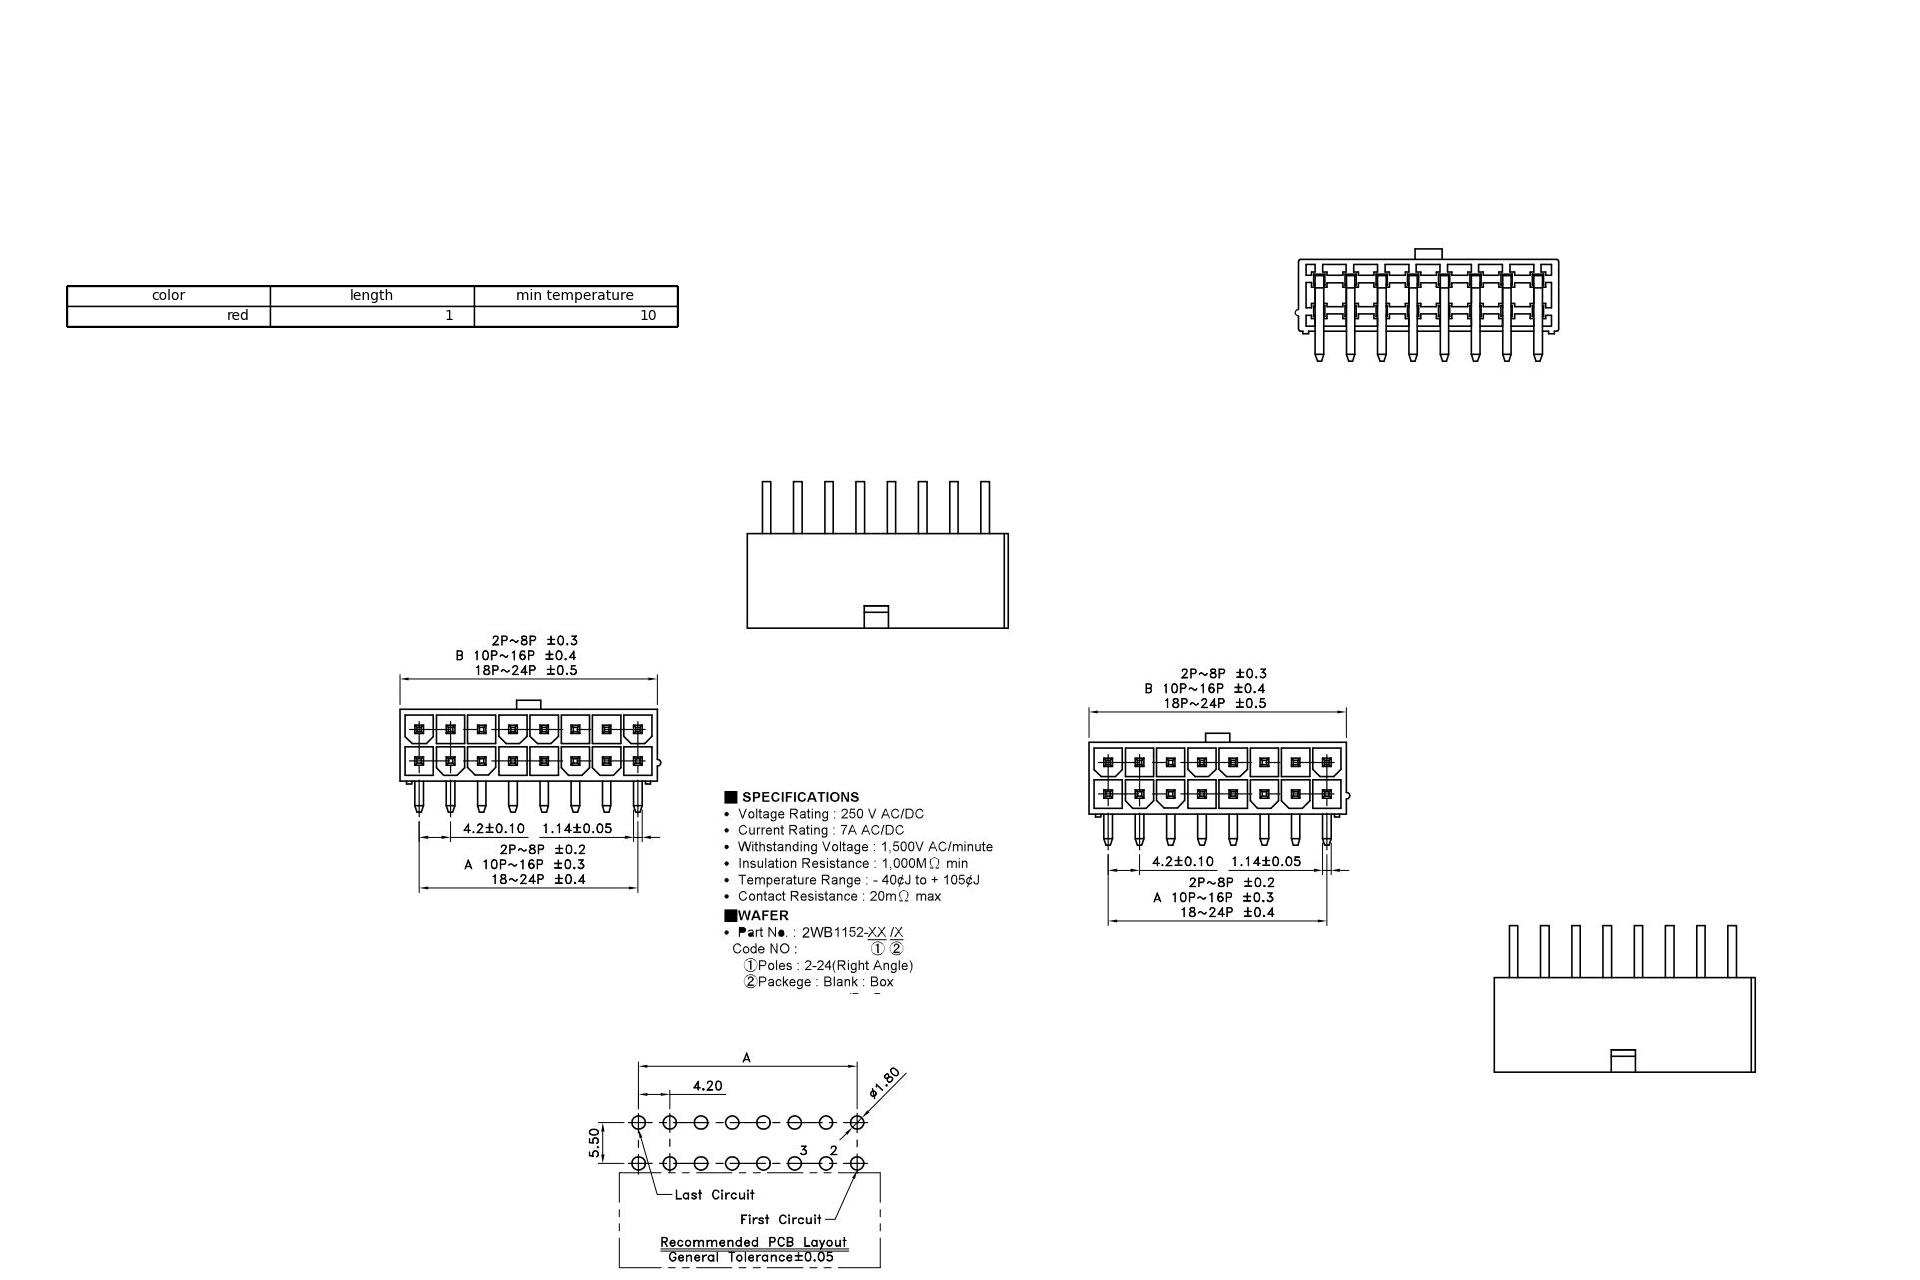 color length min temperature
red 1 10
2P~8P ±0.3
B 10P~16P ±0.4
18P~24P ±0.5
4.2±0.10 1.14±0.05
2P~8P ±0.2
A 10P~16P ±0.3
18~24P ±0.4
■ SPECIFICATIONS
• Voltage Rating : 250 V AC/DC
• Current Rating : 7A AC/DC
• Withstanding Voltage : 1,500V AC/minute
• Insulation Resistance : 1,000MΩ min
• Temperature Range : - 40¢J to + 105¢J
• Contact Resistance : 20mΩ max
■WAFER
• Part No. : 2WB1152-XX /X
Code NO : ① ②
①Poles : 2-24(Right Angle)
②Packege : Blank : Box
2P~8P ±0.3
B 10P~16P ±0.4
18P~24P ±0.5
4.2±0.10 1.14±0.05
2P~8P ±0.2
A 10P~16P ±0.3
18~24P ±0.4
A
4.20
ø1.80
5.50
3 2
Last Circuit
First Circuit
Recommended PCB Layout
General Tolerance±0.05